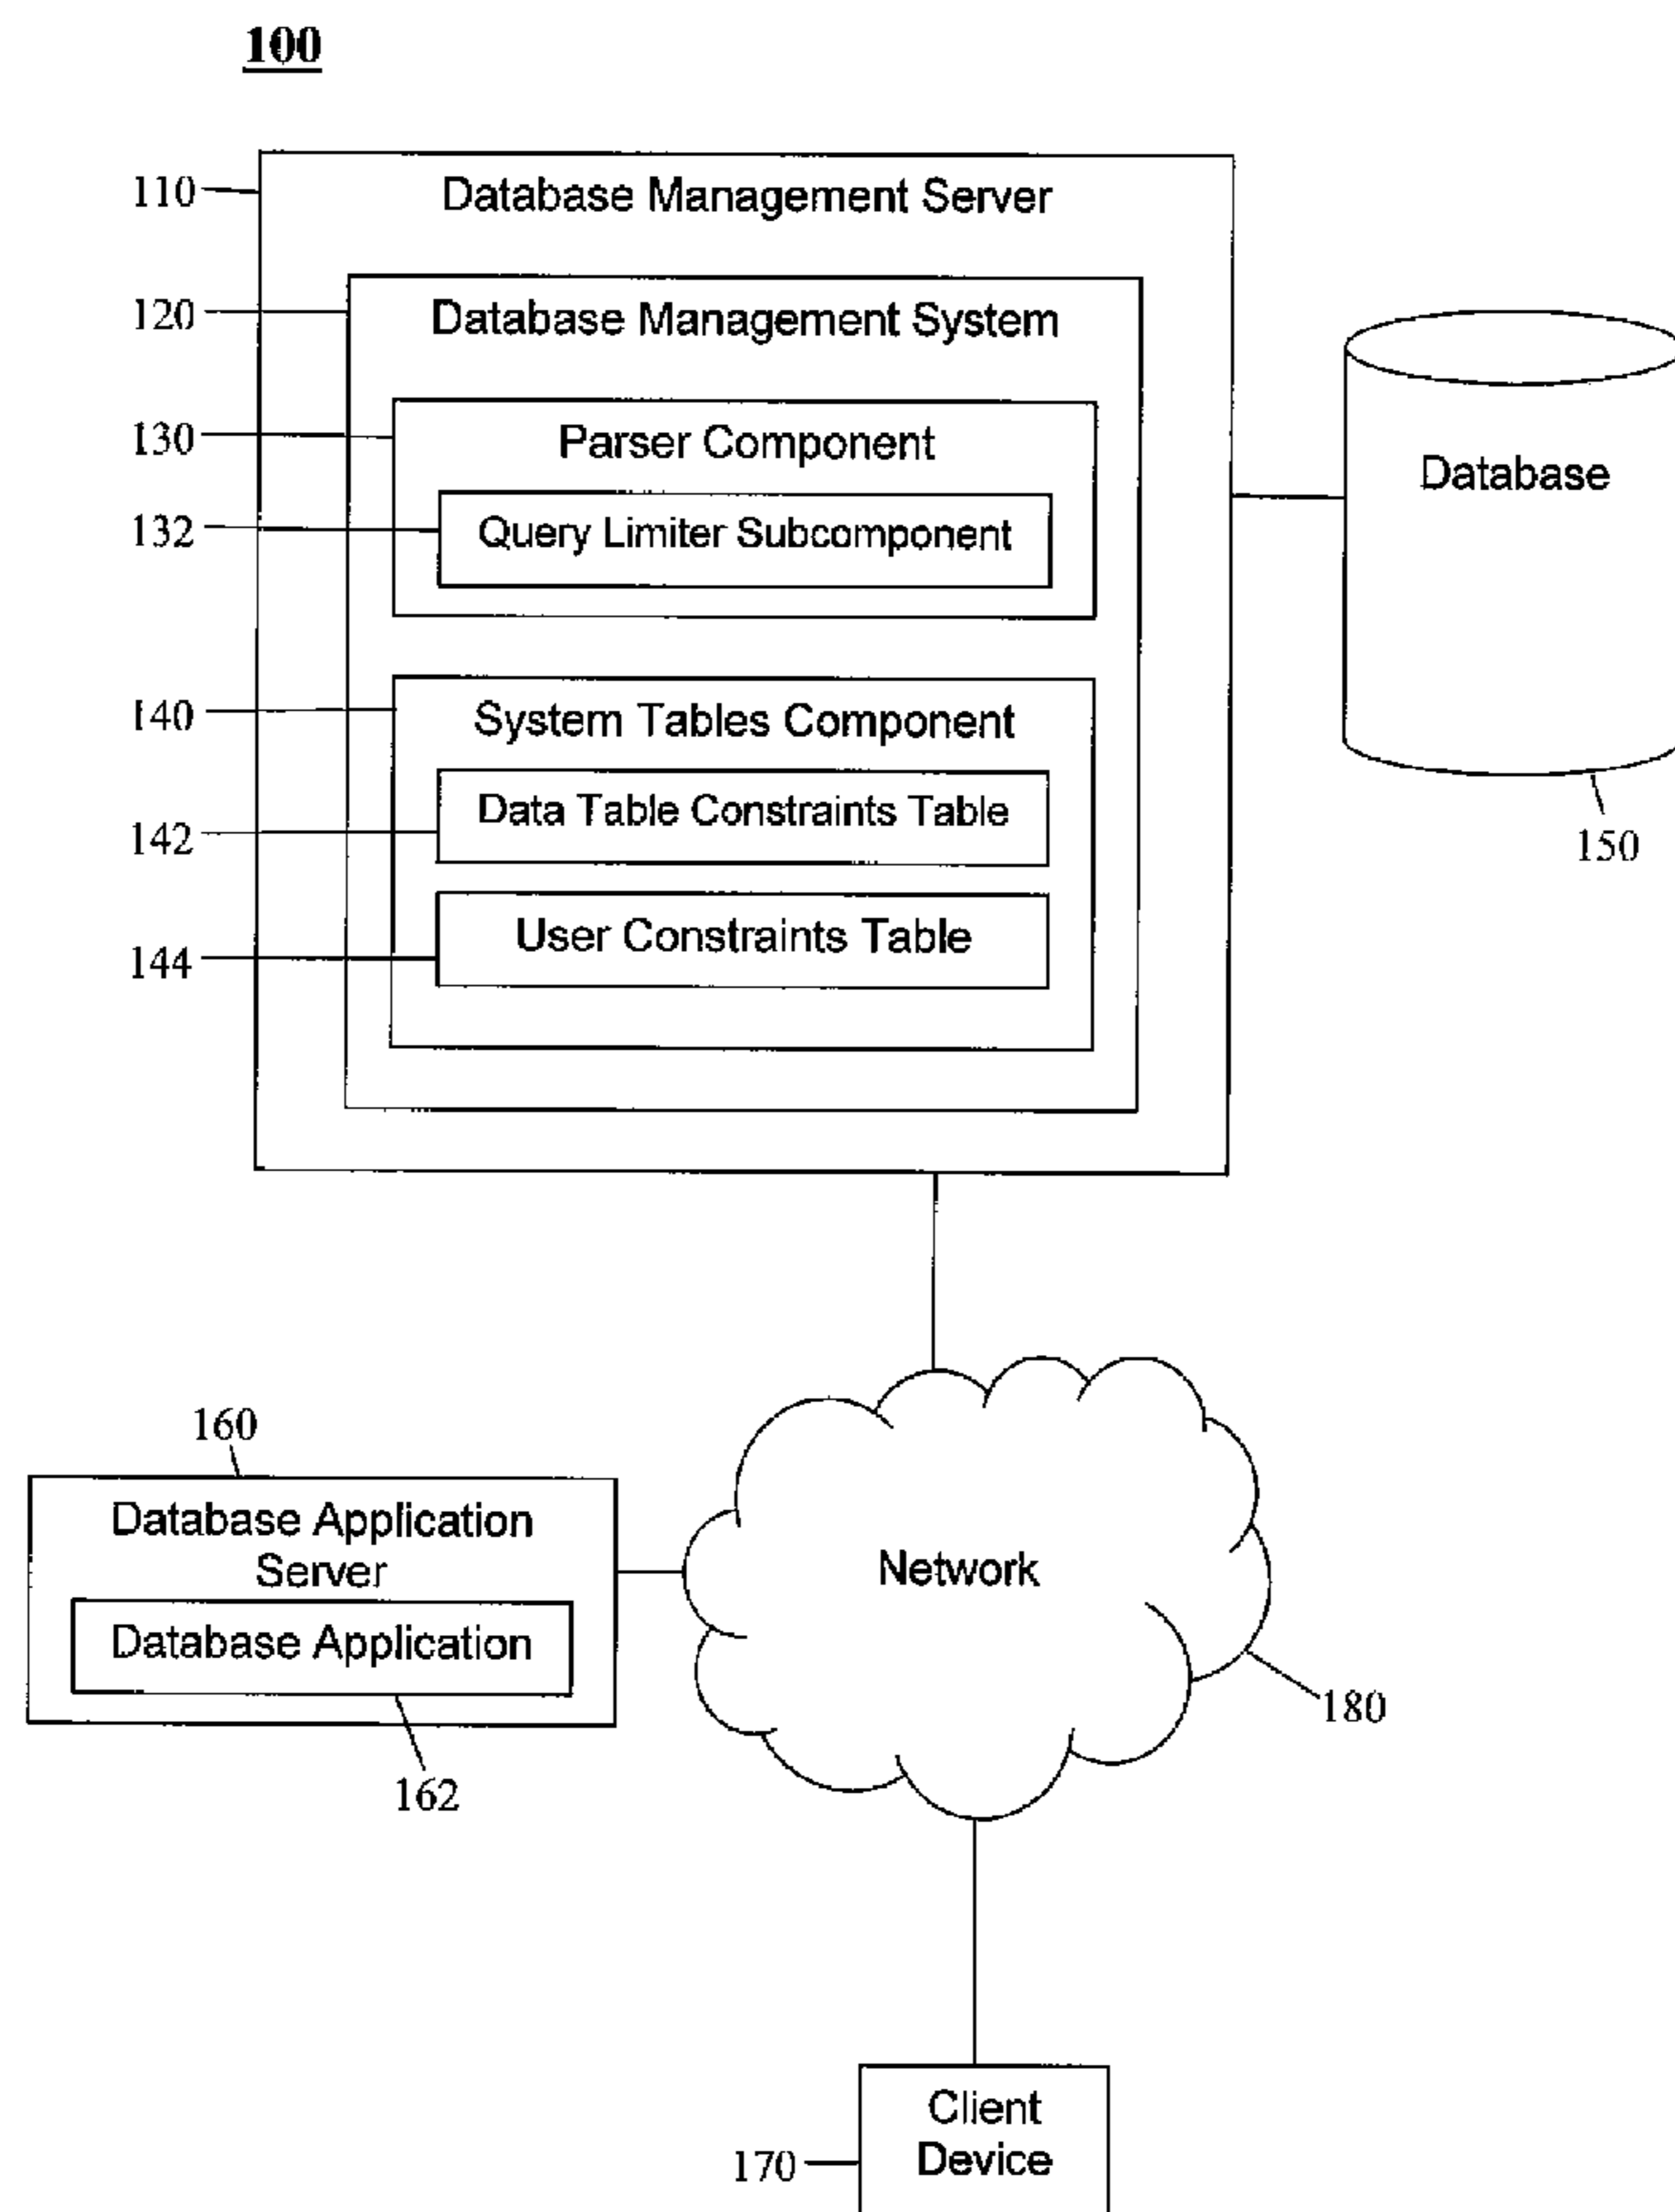 100
110
Database Management Server
120
Database Management System
130
Parser Component
132
Query Limiter Subcomponent
Database
140
System Tables Component
142
Data Table Constraints Table
150
144
User Constraints Table
160
Database Application
Server
Database Application
162
Network
180
170
Client
Device